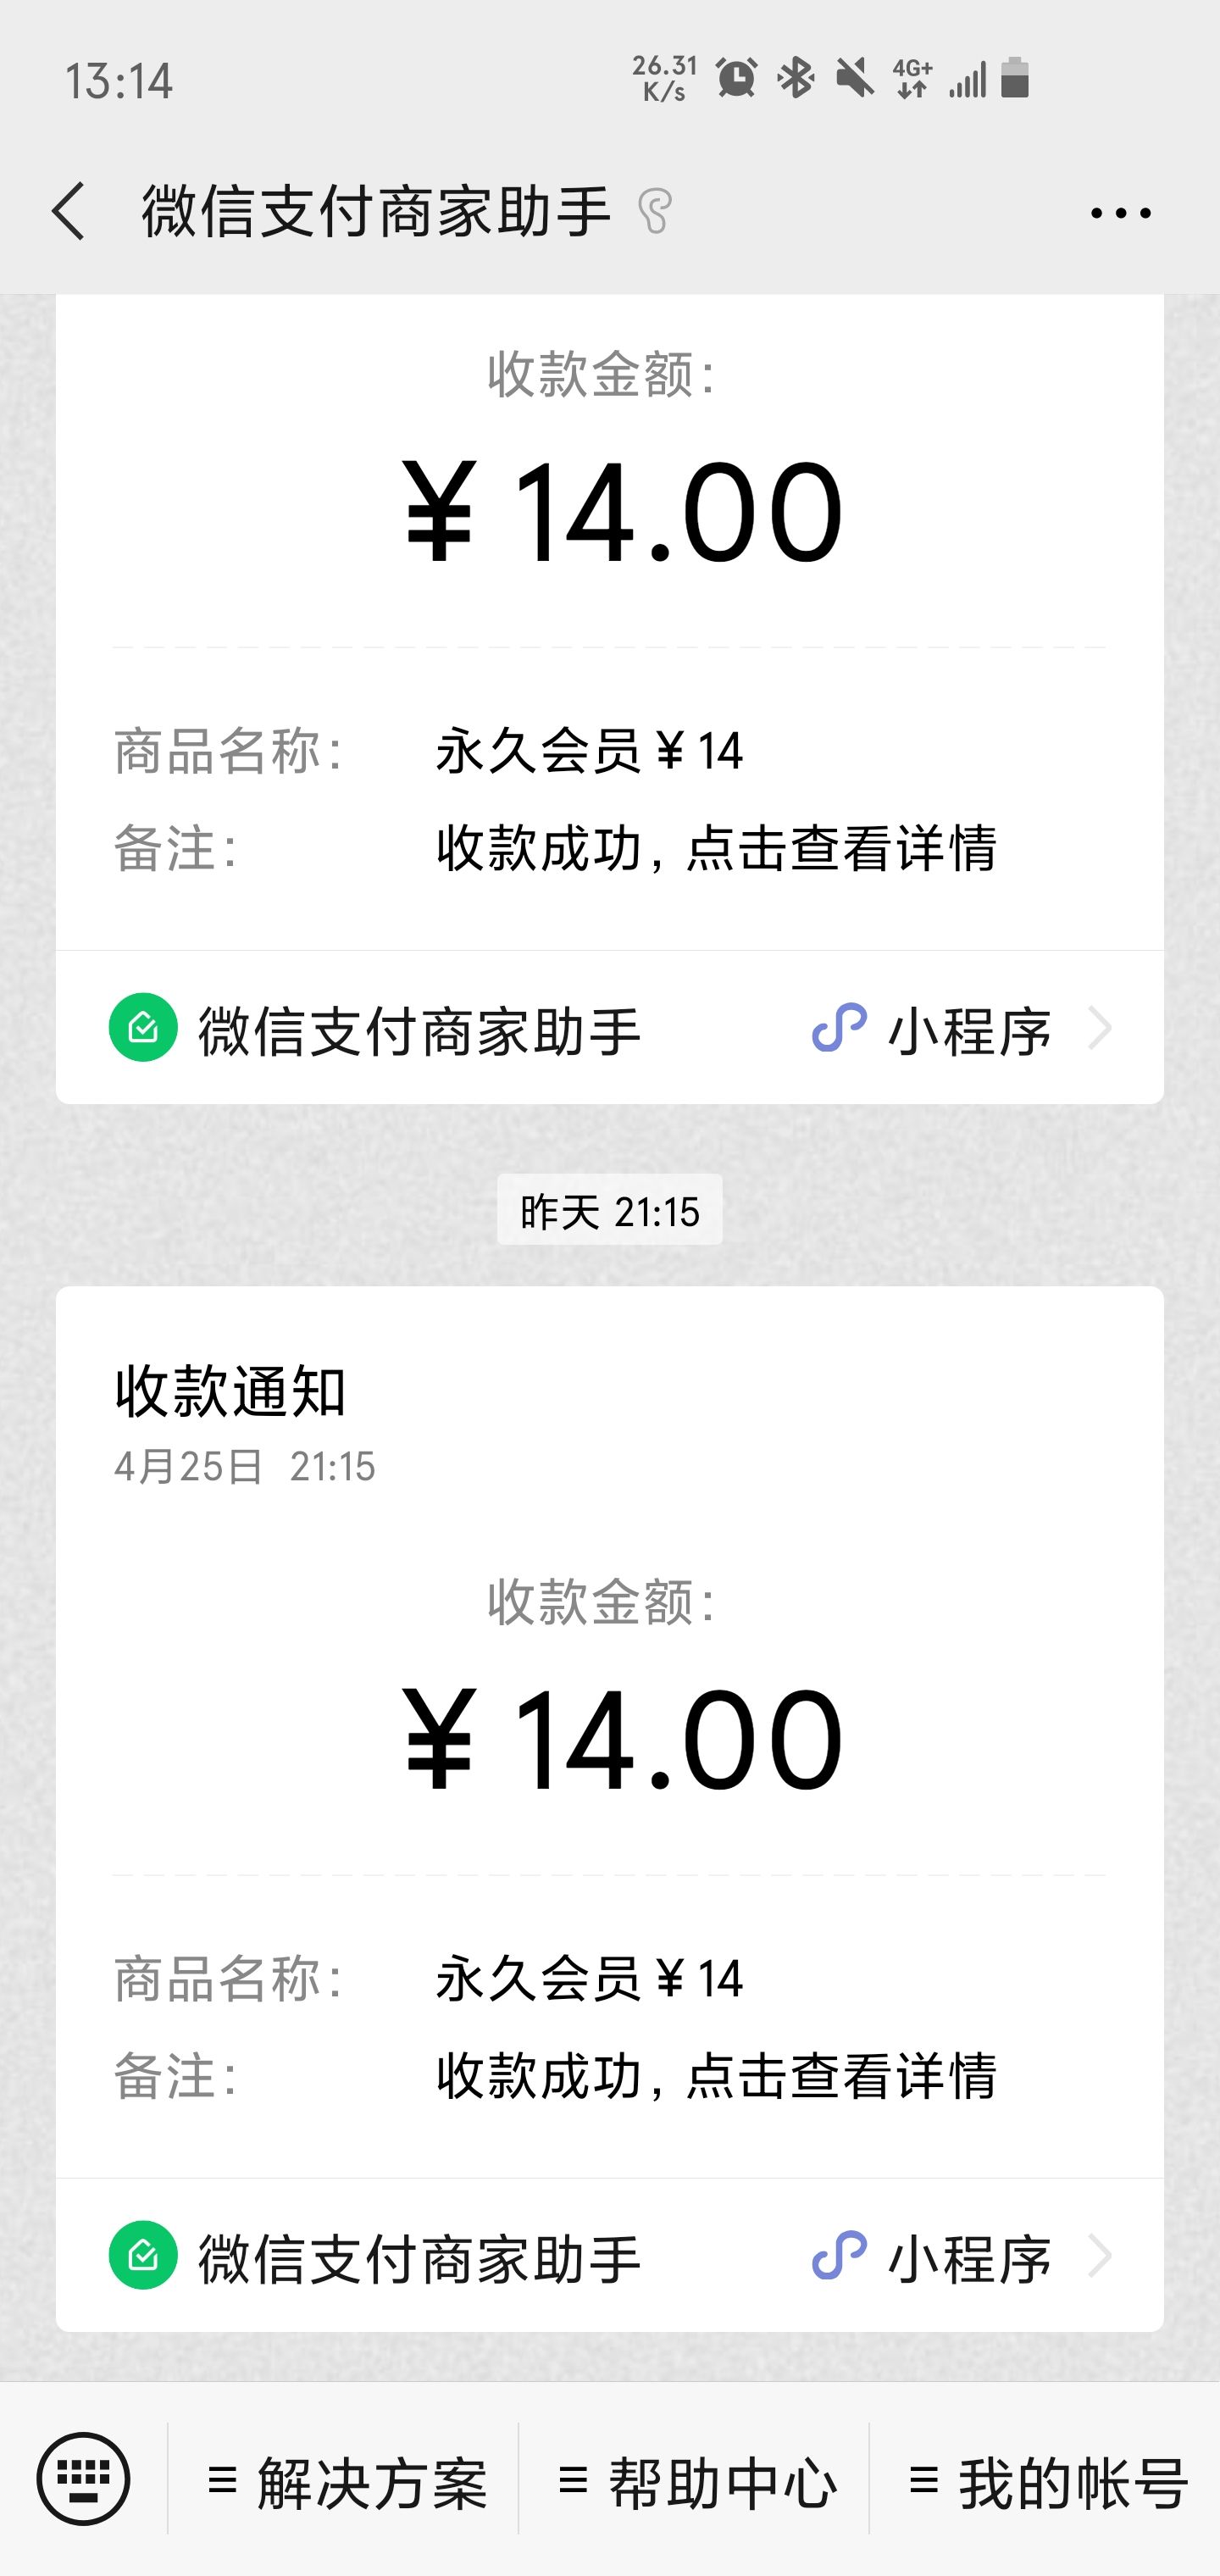 13:14
26.31
K/s
4G+
微信支付商家助手
收款金额:
¥14.00
商品名称: 永久会员¥14
备注: 收款成功, 点击查看详情
微信支付商家助手 小程序
昨天 21:15
收款通知
4月25日 21:15
收款金额:
¥14.00
商品名称: 永久会员¥14
备注: 收款成功, 点击查看详情
微信支付商家助手 小程序
解决方案 帮助中心 我的帐号